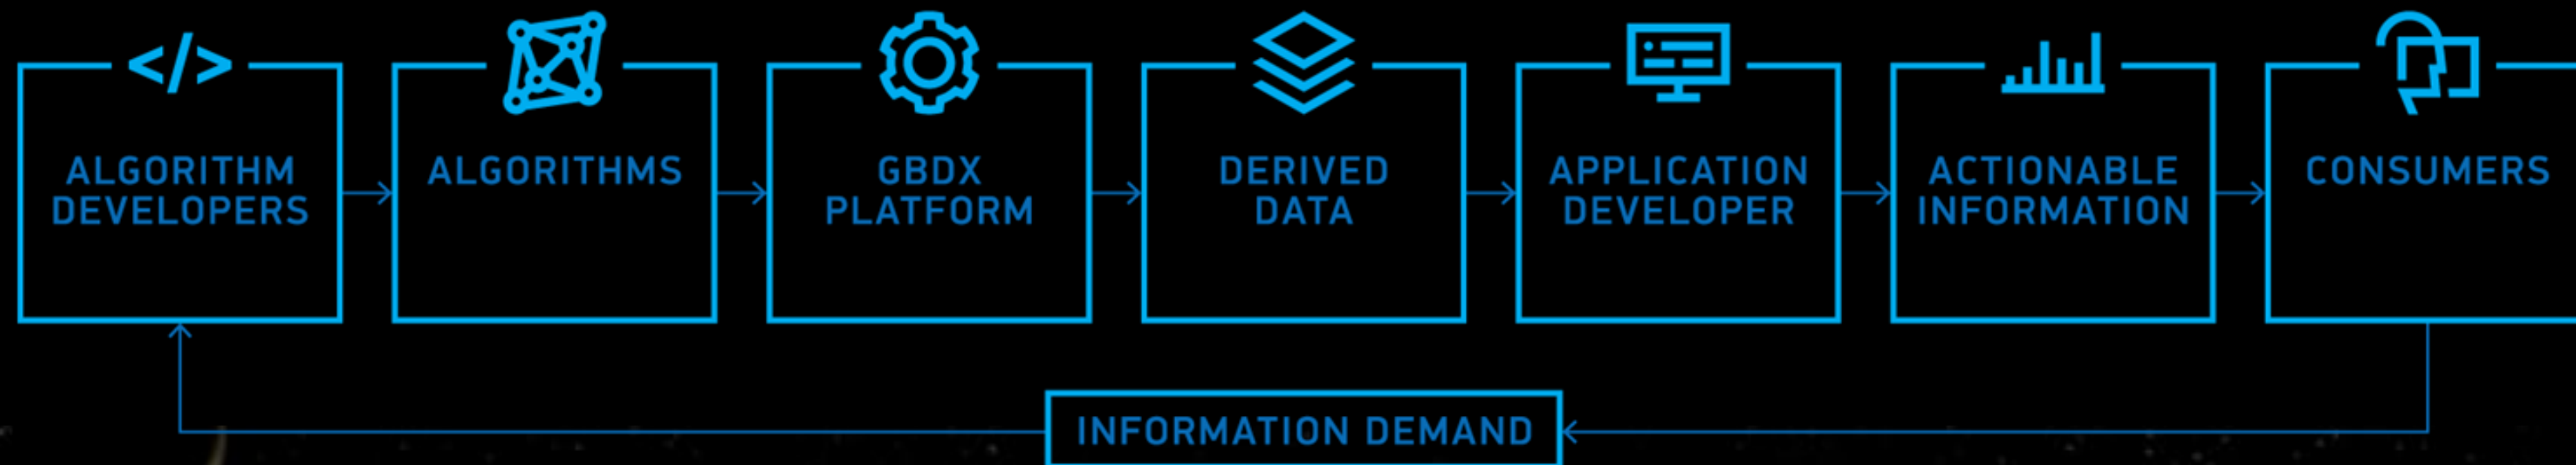 ALGORITHM
DEVELOPERS
ALGORITHMS
GBDX
PLATFORM
DERIVED
DATA
APPLICATION
DEVELOPER
ACTIONABLE
INFORMATION
CONSUMERS
INFORMATION DEMAND